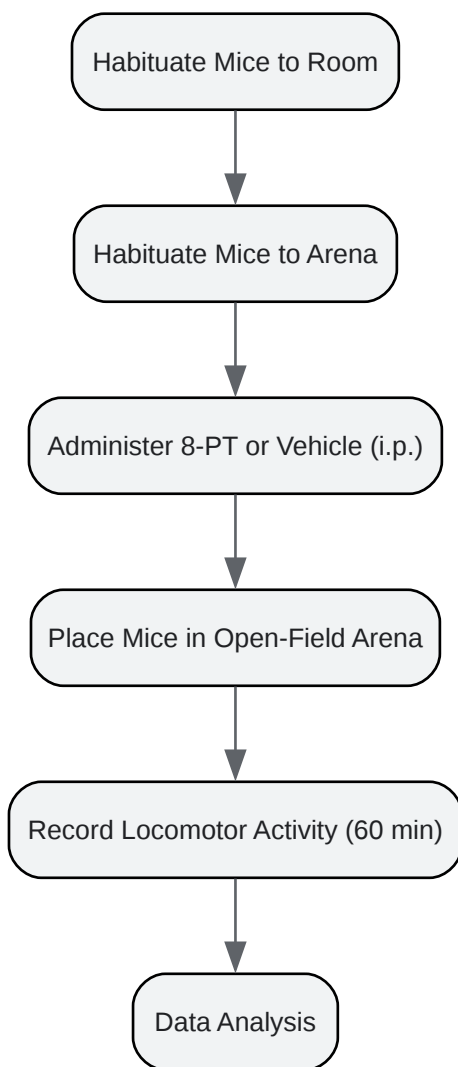 Habituate Mice to Room
Habituate Mice to Arena
Administer 8-PT or Vehicle (i.p.)
Place Mice in Open-Field Arena
Record Locomotor Activity (60 min)
Data Analysis